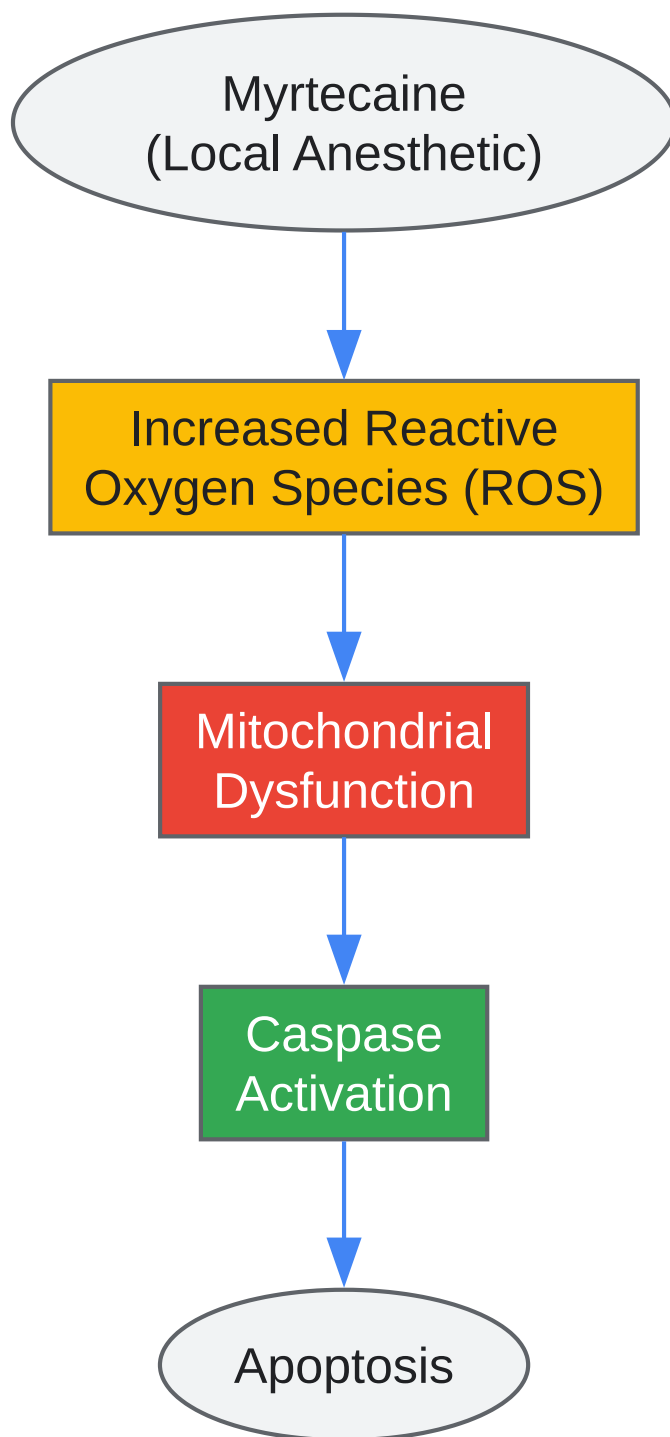 Myrtecaine
(Local Anesthetic)
Increased Reactive
Oxygen Species (ROS)
Mitochondrial
Dysfunction
Caspase
Activation
Apoptosis